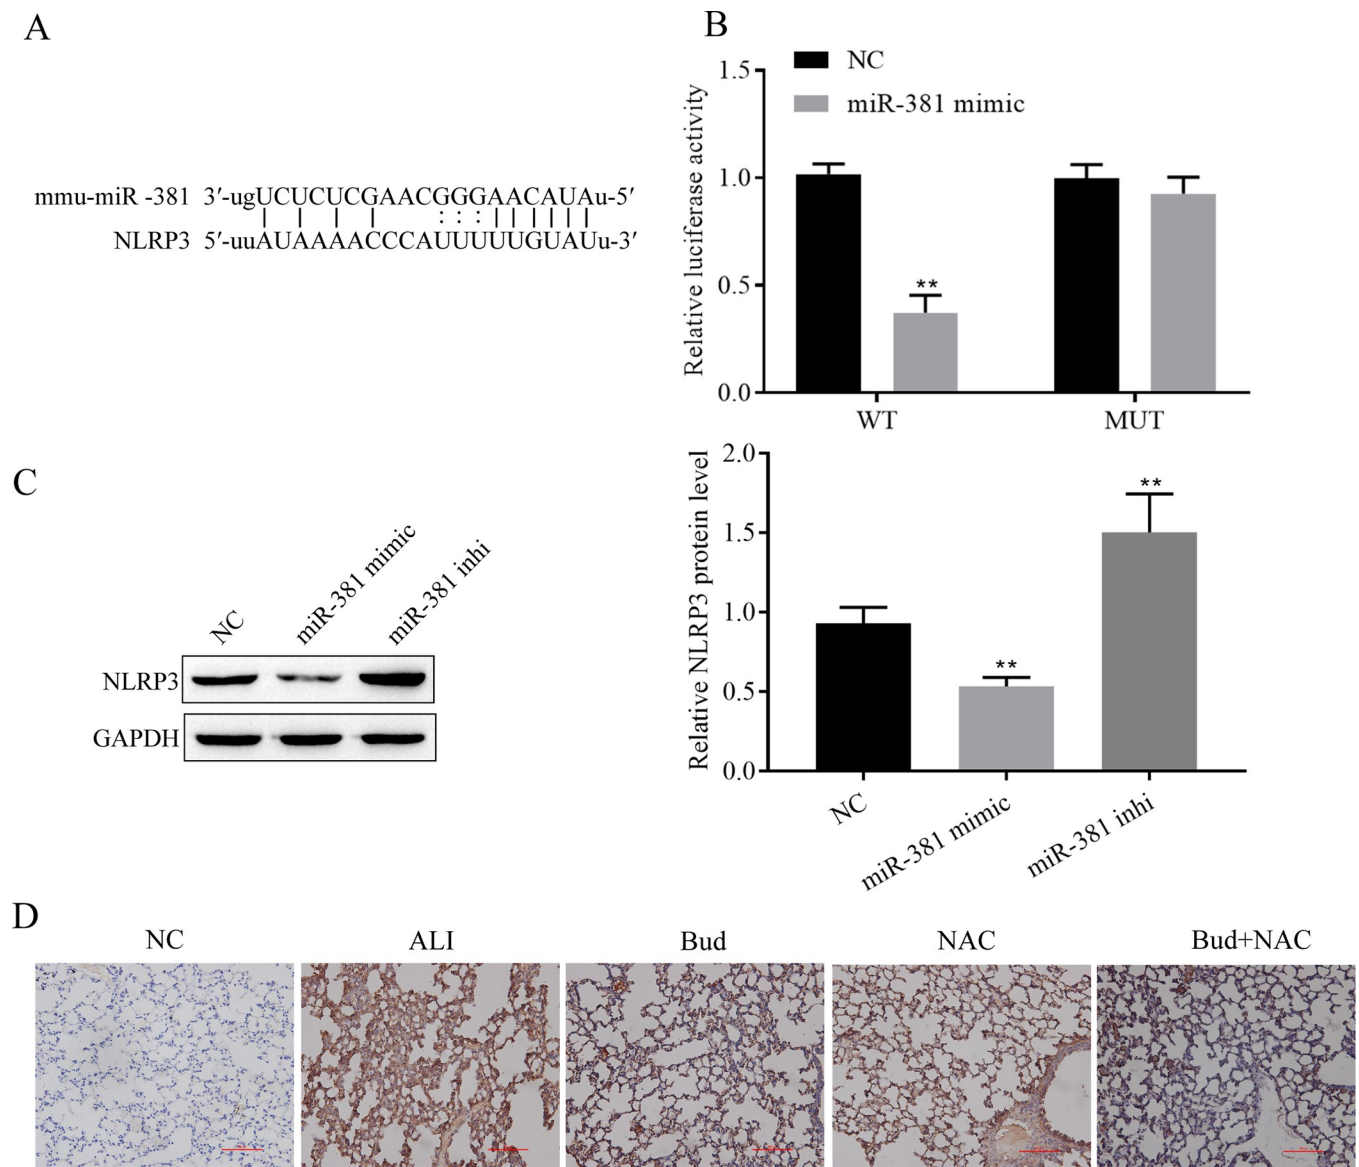 A
mmu-miR -381 3′-ugUCUCUCGAACGGGAACAUAu-5′
NLRP3 5′-uuAUAAAACCCAUUUUUGUAUu-3′
B
NC
miR-381 mimic
Relative luciferase activity
1.5
1.0
0.5
0.0
**
WT
MUT
C
NC
miR-381 mimic
miR-381 inhi
NLRP3
GAPDH
Relative NLRP3 protein level
2.0
1.5
1.0
0.5
0.0
**
**
NC
miR-381 mimic
miR-381 inhi
D
NC
ALI
Bud
NAC
Bud+NAC